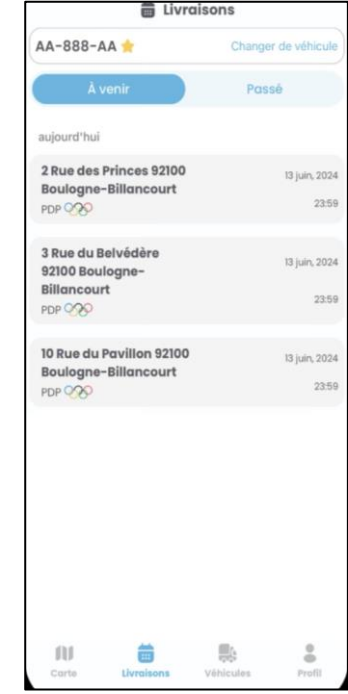 Livraisons
AA-888-AA
Changer de véhicule
À venir
Passé
aujourd'hui
2 Rue des Princes 92100
Boulogne-Billancourt
PDP
13 juin, 2024
23:59
3 Rue du Belvédère
92100 Boulogne-
Billancourt
PDP
13 juin, 2024
23:59
10 Rue du Pavillon 92100
Boulogne-Billancourt
PDP
13 juin, 2024
23:59
Carte
Livraisons
Véhicules
Profil